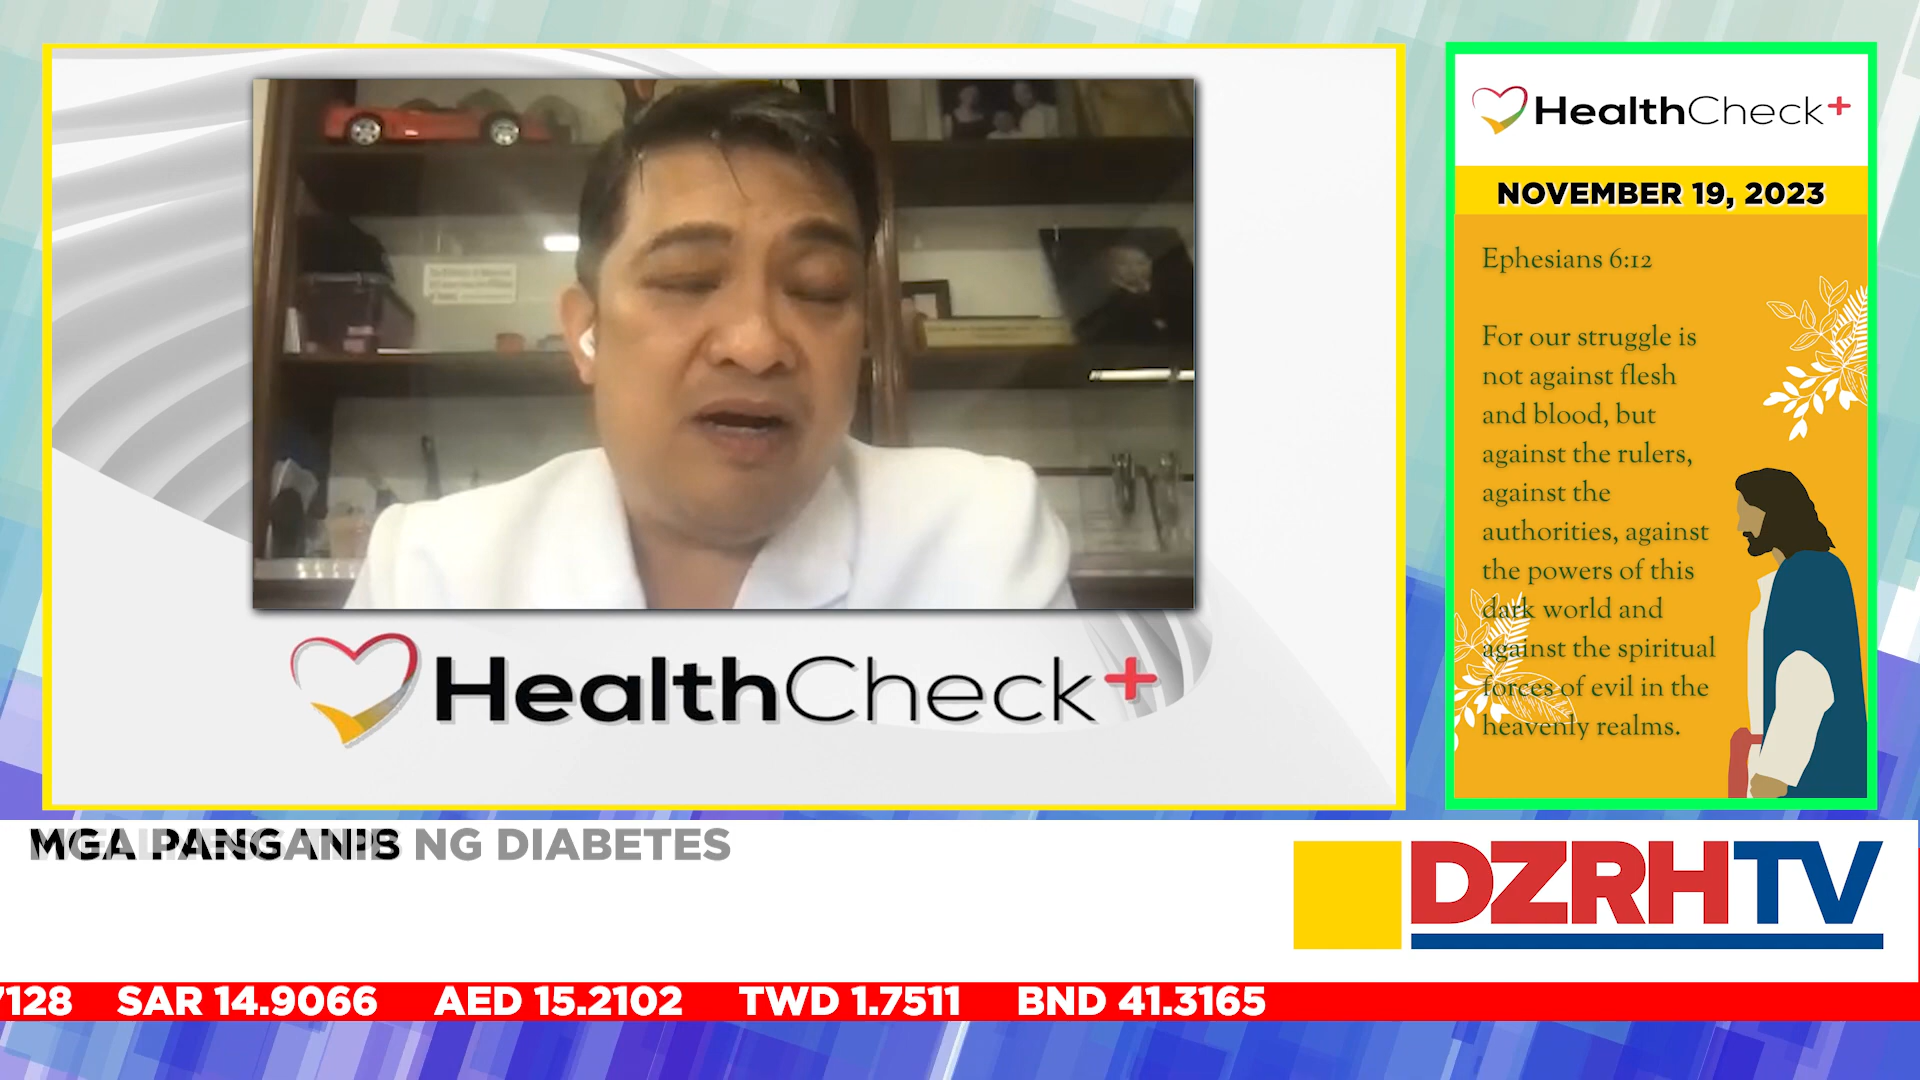 HealthCheck+
MGA PANGANIB NG DIABETES
HealthCheck+
NOVEMBER 19, 2023
Ephesians 6:12
For our struggle is
not against flesh
and blood, but
against the rulers,
against the
authorities, against
the powers of this
dark world and
against the spiritual
forces of evil in the
heavenly realms.
DZRHTV
7128 SAR 14.9066 AED 15.2102 TWD 1.7511 BND 41.3165